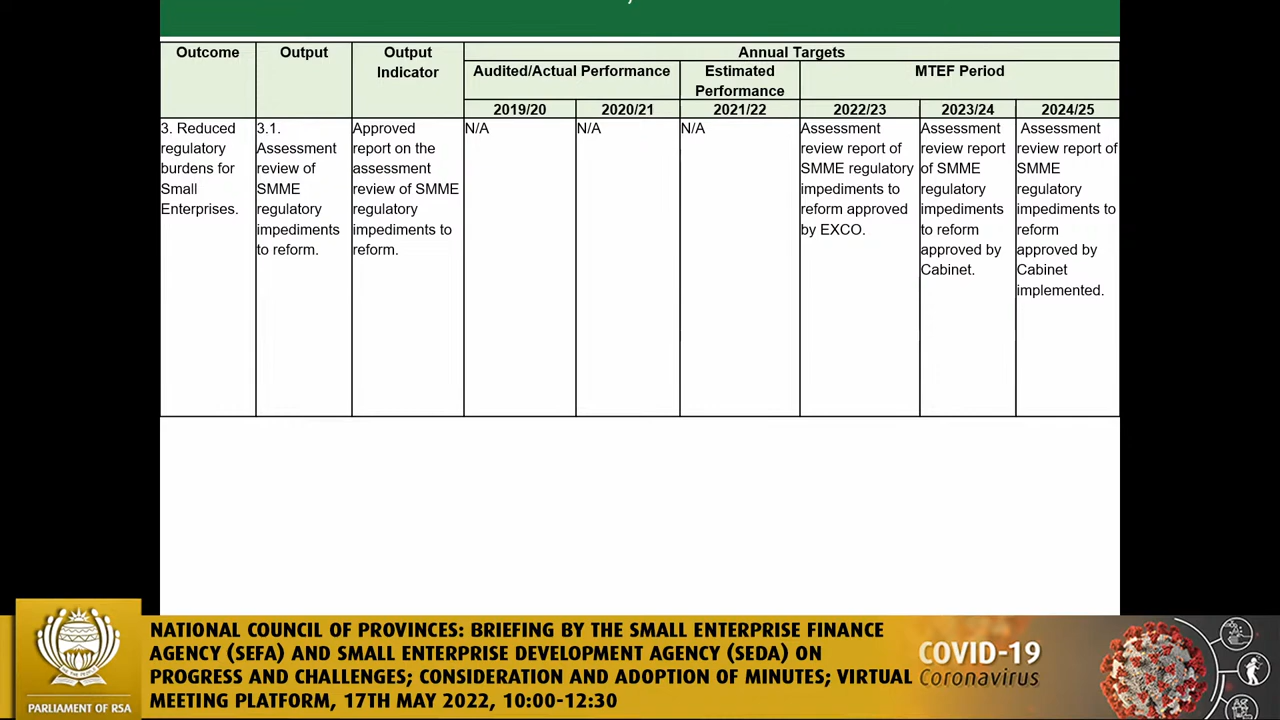 Outcome
Output
Output
Indicator
Annual Targets
Audited/Actual Performance
Estimated
Performance
MTEF Period
2019/20
2020/21
2021/22
2022/23
2023/24
2024/25
3. Reduced
regulatory
burdens for
Small
Enterprises.
3.1.
Assessment
review of
SMME
regulatory
impediments
to reform.
Approved
report on the
assessment
review of SMME
regulatory
impediments to
reform.
N/A
N/A
N/A
Assessment
review report of
SMME regulatory
impediments to
reform approved
by EXCO.
Assessment
review report
of SMME
regulatory
impediments
to reform
approved by
Cabinet.
Assessment
review report of
SMME
regulatory
impediments to
reform
approved by
Cabinet
implemented.
NATIONAL COUNCIL OF PROVINCES: BRIEFING BY THE SMALL ENTERPRISE FINANCE
AGENCY (SEFA) AND SMALL ENTERPRISE DEVELOPMENT AGENCY (SEDA) ON
PROGRESS AND CHALLENGES; CONSIDERATION AND ADOPTION OF MINUTES; VIRTUAL
MEETING PLATFORM, 17TH MAY 2022, 10:00-12:30
PARLIAMENT OF RSA
COVID-19
Coronavirus